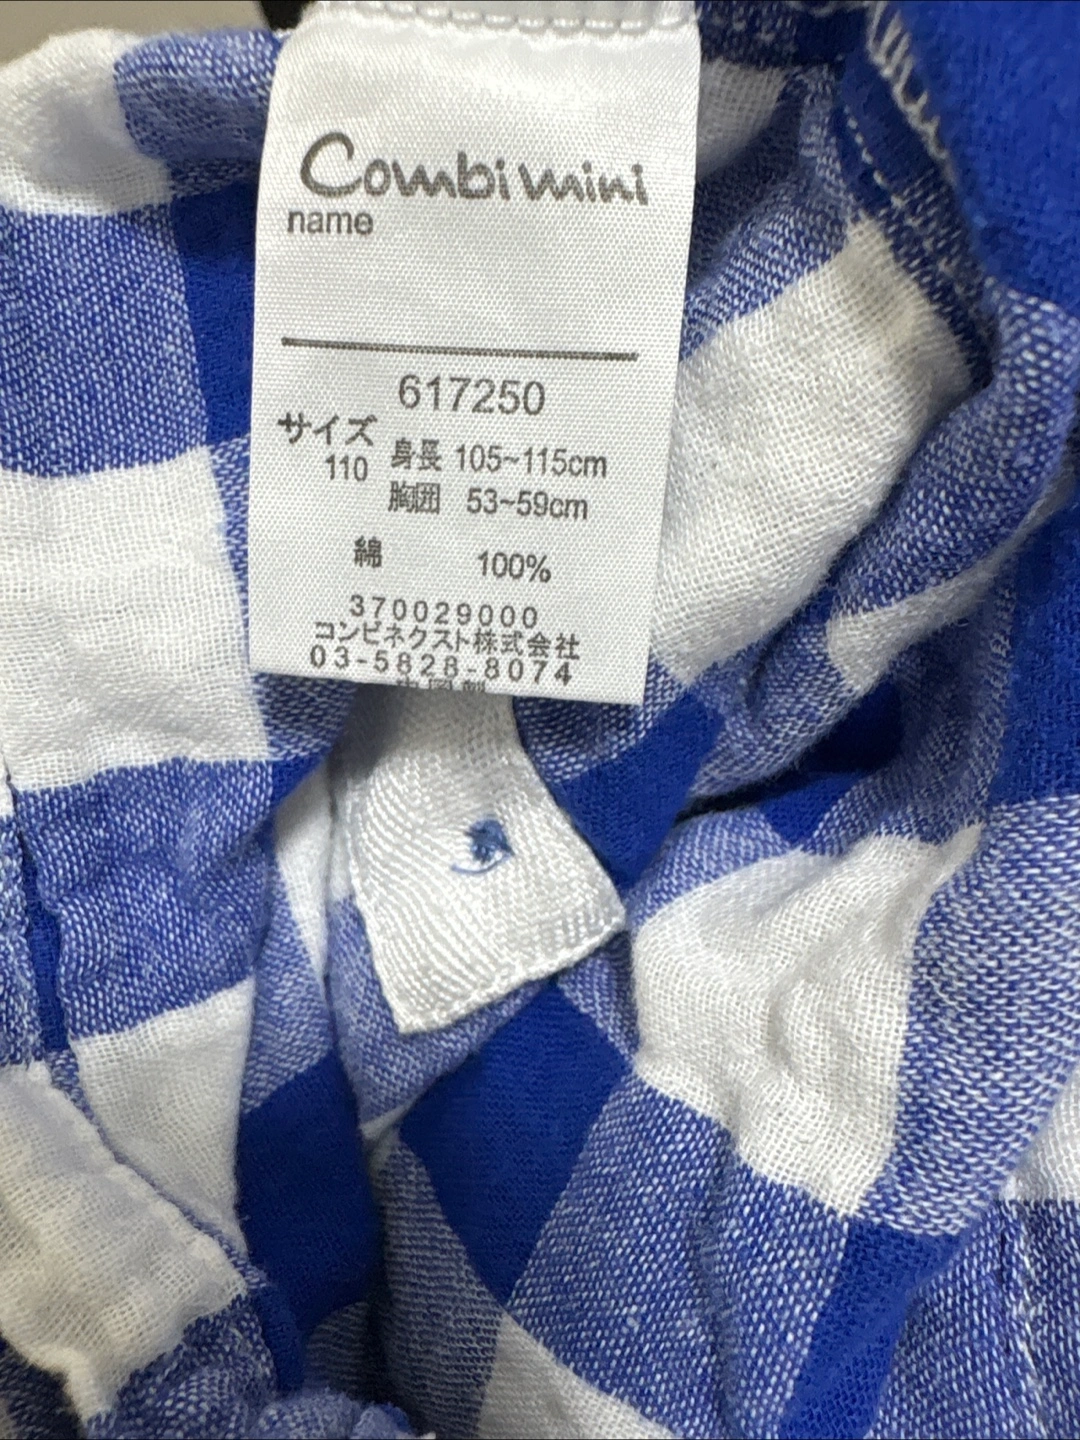 Combi mini
name
617250
サイズ
110
身長 105~115cm
胸囲 53~59cm
綿 100%
370029000
コンビネクスト株式会社
03-5828-8074